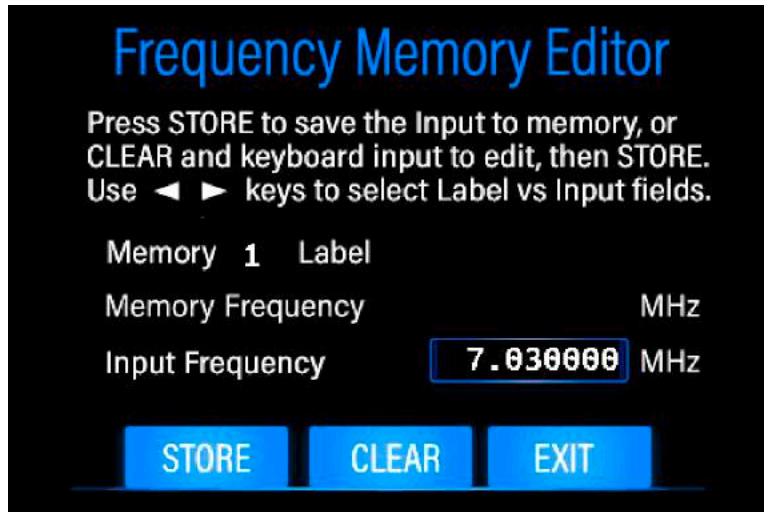 Frequency Memory Editor
Press STORE to save the Input to memory, or
CLEAR and keyboard input to edit, then STORE.
Use ◄ ► keys to select Label vs Input fields.
Memory 1 Label
Memory Frequency MHz
Input Frequency 7.030000 MHz
STORE CLEAR EXIT